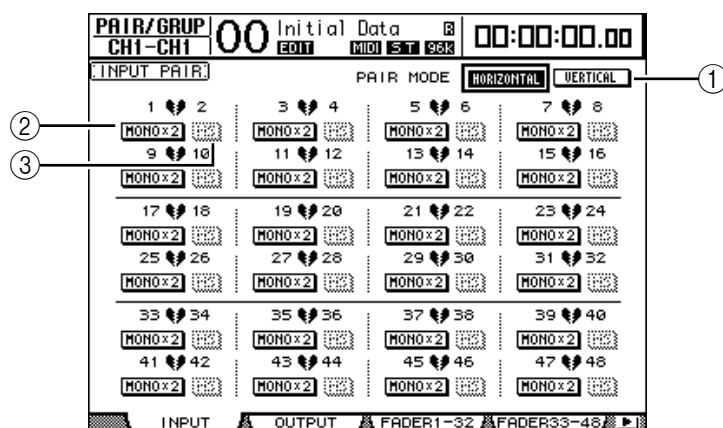 PAIR/GRUP 00 Initial Data R 00:00:00.00
CH1-CH1 EDIT MIDI ST 96K
INPUT PAIR PAIR MODE HORIZONTAL VERTICAL ①
1 2 3 4 5 6 7 8
② MONO×2 MONO×2 MONO×2 MONO×2
③ 9 10 11 12 13 14 15 16
MONO×2 MONO×2 MONO×2 MONO×2
17 18 19 20 21 22 23 24
MONO×2 MONO×2 MONO×2 MONO×2
25 26 27 28 29 30 31 32
MONO×2 MONO×2 MONO×2 MONO×2
33 34 35 36 37 38 39 40
MONO×2 MONO×2 MONO×2 MONO×2
41 42 43 44 45 46 47 48
MONO×2 MONO×2 MONO×2 MONO×2
INPUT OUTPUT FADER1-32 FADER33-48